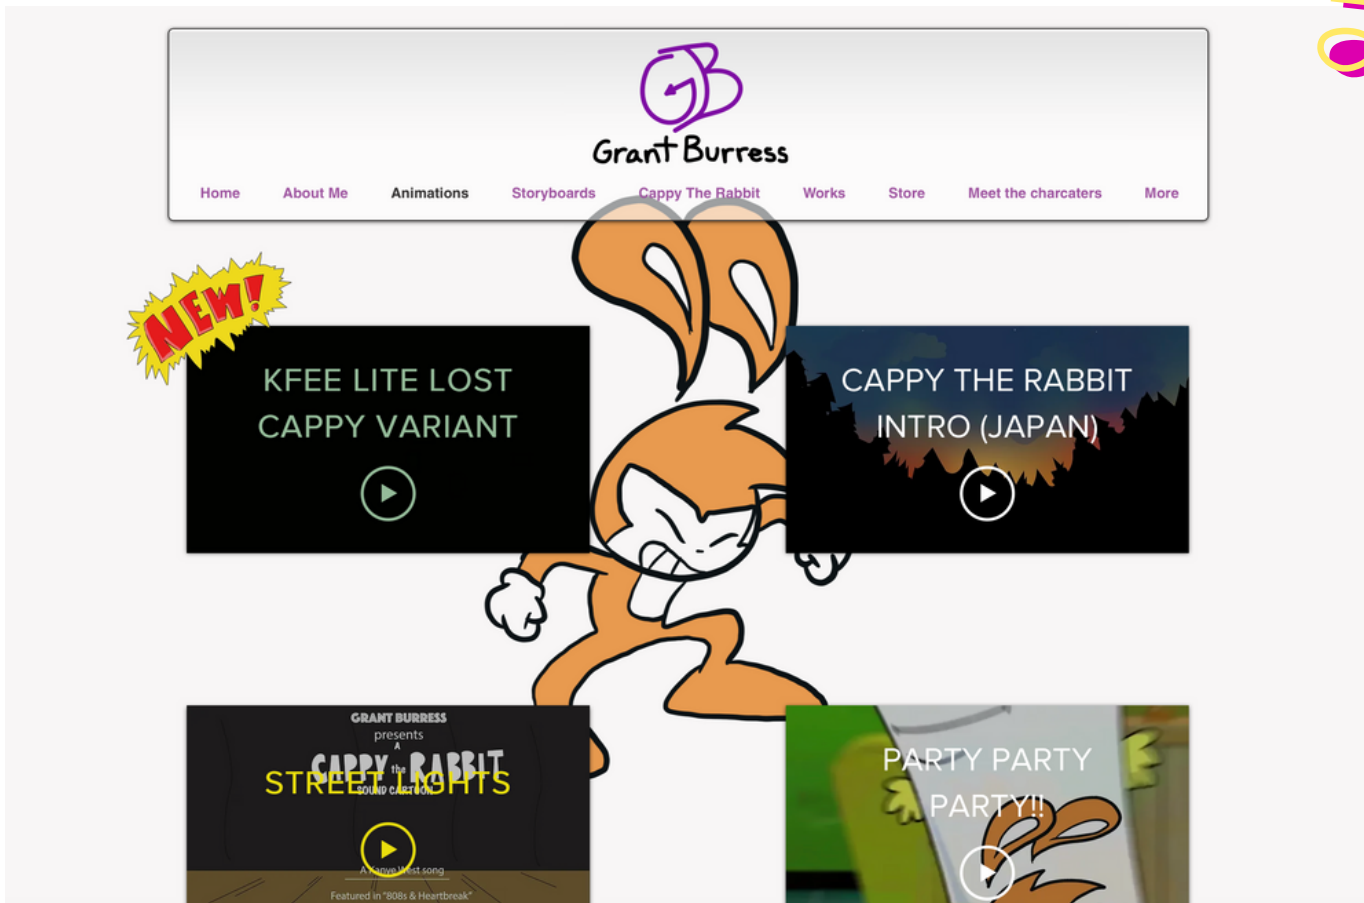 GB
Grant Burress
Home About Me Animations Storyboards Cappy The Rabbit Works Store Meet the charcaters More
NEW!
KFEE LITE LOST
CAPPY VARIANT
CAPPY THE RABBIT
INTRO (JAPAN)
GRANT BURRESS
presents
A
CAPPY the RABBIT
SOUND CARTOON
STREET LIGHTS
A Kanye West song
Featured in "808s & Heartbreak"
PARTY PARTY
PARTY!!